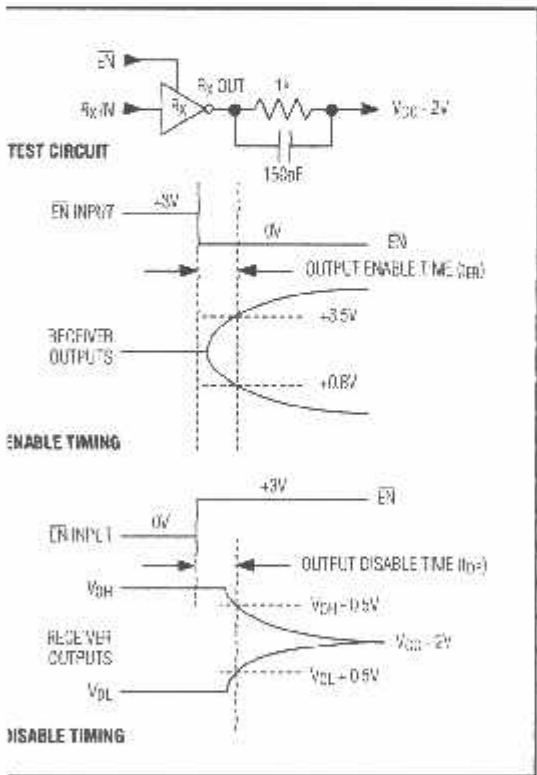 EN
Rx OUT
1k
Rx IN
Rx
VCC - 2V
150pF
TEST CIRCUIT
+3V
EN INPUT
0V
EN
OUTPUT ENABLE TIME (tER)
+3.5V
RECEIVER
OUTPUTS
+0.8V
ENABLE TIMING
+3V
EN
0V
EN INPUT
OUTPUT DISABLE TIME (tDR)
VOH
VOH - 0.5V
RECEIVER
OUTPUTS
VCC - 2V
VOL + 0.5V
VOL
DISABLE TIMING